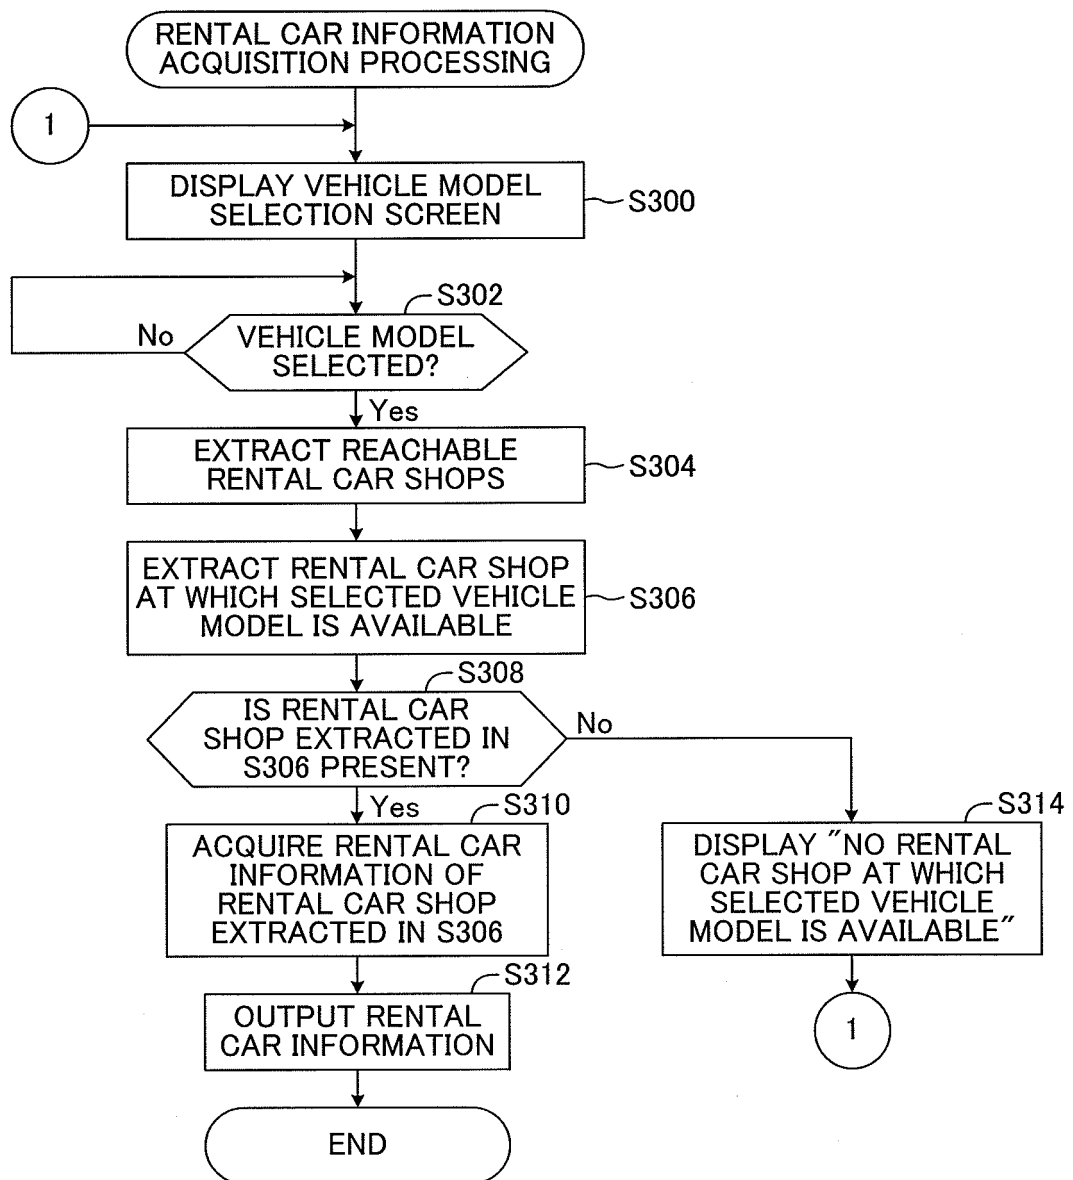 RENTAL CAR INFORMATION
ACQUISITION PROCESSING
1
DISPLAY VEHICLE MODEL
SELECTION SCREEN
S300
S302
No
VEHICLE MODEL
SELECTED?
Yes
EXTRACT REACHABLE
RENTAL CAR SHOPS
S304
EXTRACT RENTAL CAR SHOP
AT WHICH SELECTED VEHICLE
MODEL IS AVAILABLE
S306
S308
IS RENTAL CAR
SHOP EXTRACTED IN
S306 PRESENT?
No
Yes
S310
ACQUIRE RENTAL CAR
INFORMATION OF
RENTAL CAR SHOP
EXTRACTED IN S306
S314
DISPLAY "NO RENTAL
CAR SHOP AT WHICH
SELECTED VEHICLE
MODEL IS AVAILABLE"
S312
OUTPUT RENTAL
CAR INFORMATION
1
END